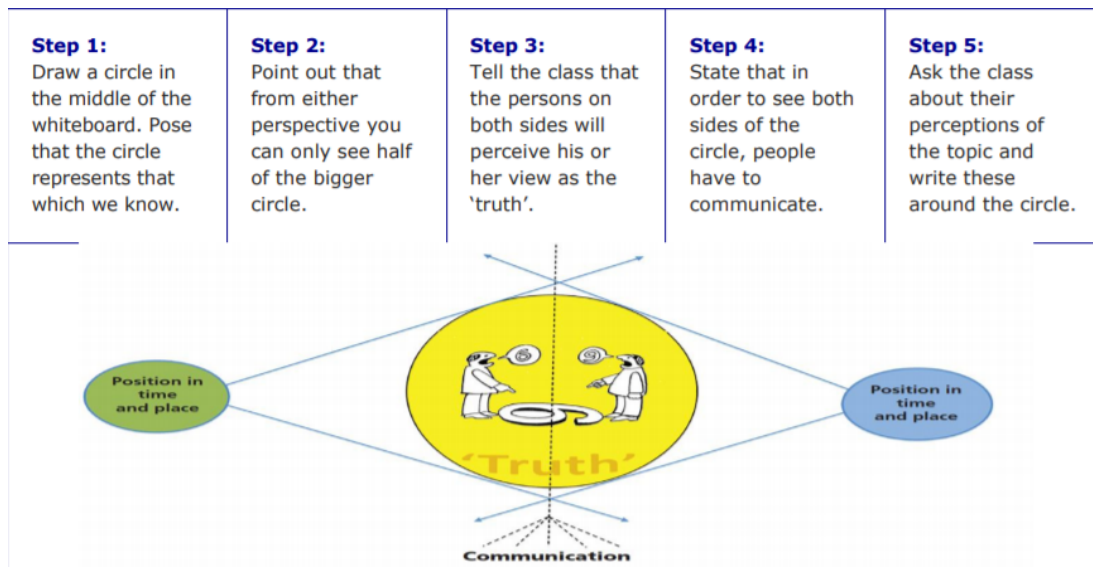 Step 1:
Draw a circle in
the middle of the
whiteboard. Pose
that the circle
represents that
which we know.
Step 2:
Point out that
from either
perspective you
can only see half
of the bigger
circle.
Step 3:
Tell the class that
the persons on
both sides will
perceive his or
her view as the
‘truth’.
Step 4:
State that in
order to see both
sides of the
circle, people
have to
communicate.
Step 5:
Ask the class
about their
perceptions of
the topic and
write these
around the circle.
Position in
time
and place
6
9
‘Truth’
Position in
time
and place
Communication